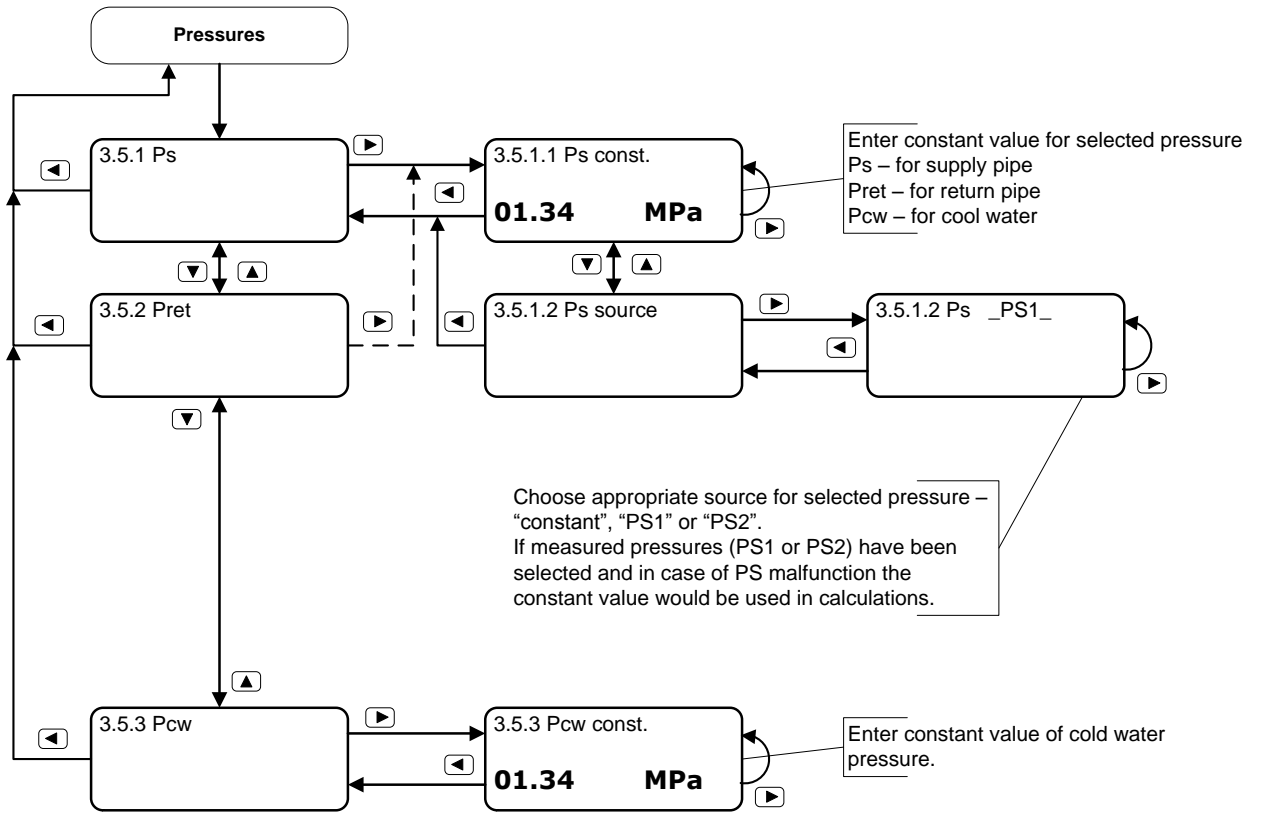 Pressures
3.5.1 Ps
3.5.1.1 Ps const.
01.34 MPa
Enter constant value for selected pressure
Ps – for supply pipe
Pret – for return pipe
Pcw – for cool water
3.5.2 Pret
3.5.1.2 Ps source
3.5.1.2 Ps _PS1_
Choose appropriate source for selected pressure –
“constant”, “PS1” or “PS2”.
If measured pressures (PS1 or PS2) have been
selected and in case of PS malfunction the
constant value would be used in calculations.
3.5.3 Pcw
3.5.3 Pcw const.
01.34 MPa
Enter constant value of cold water
pressure.